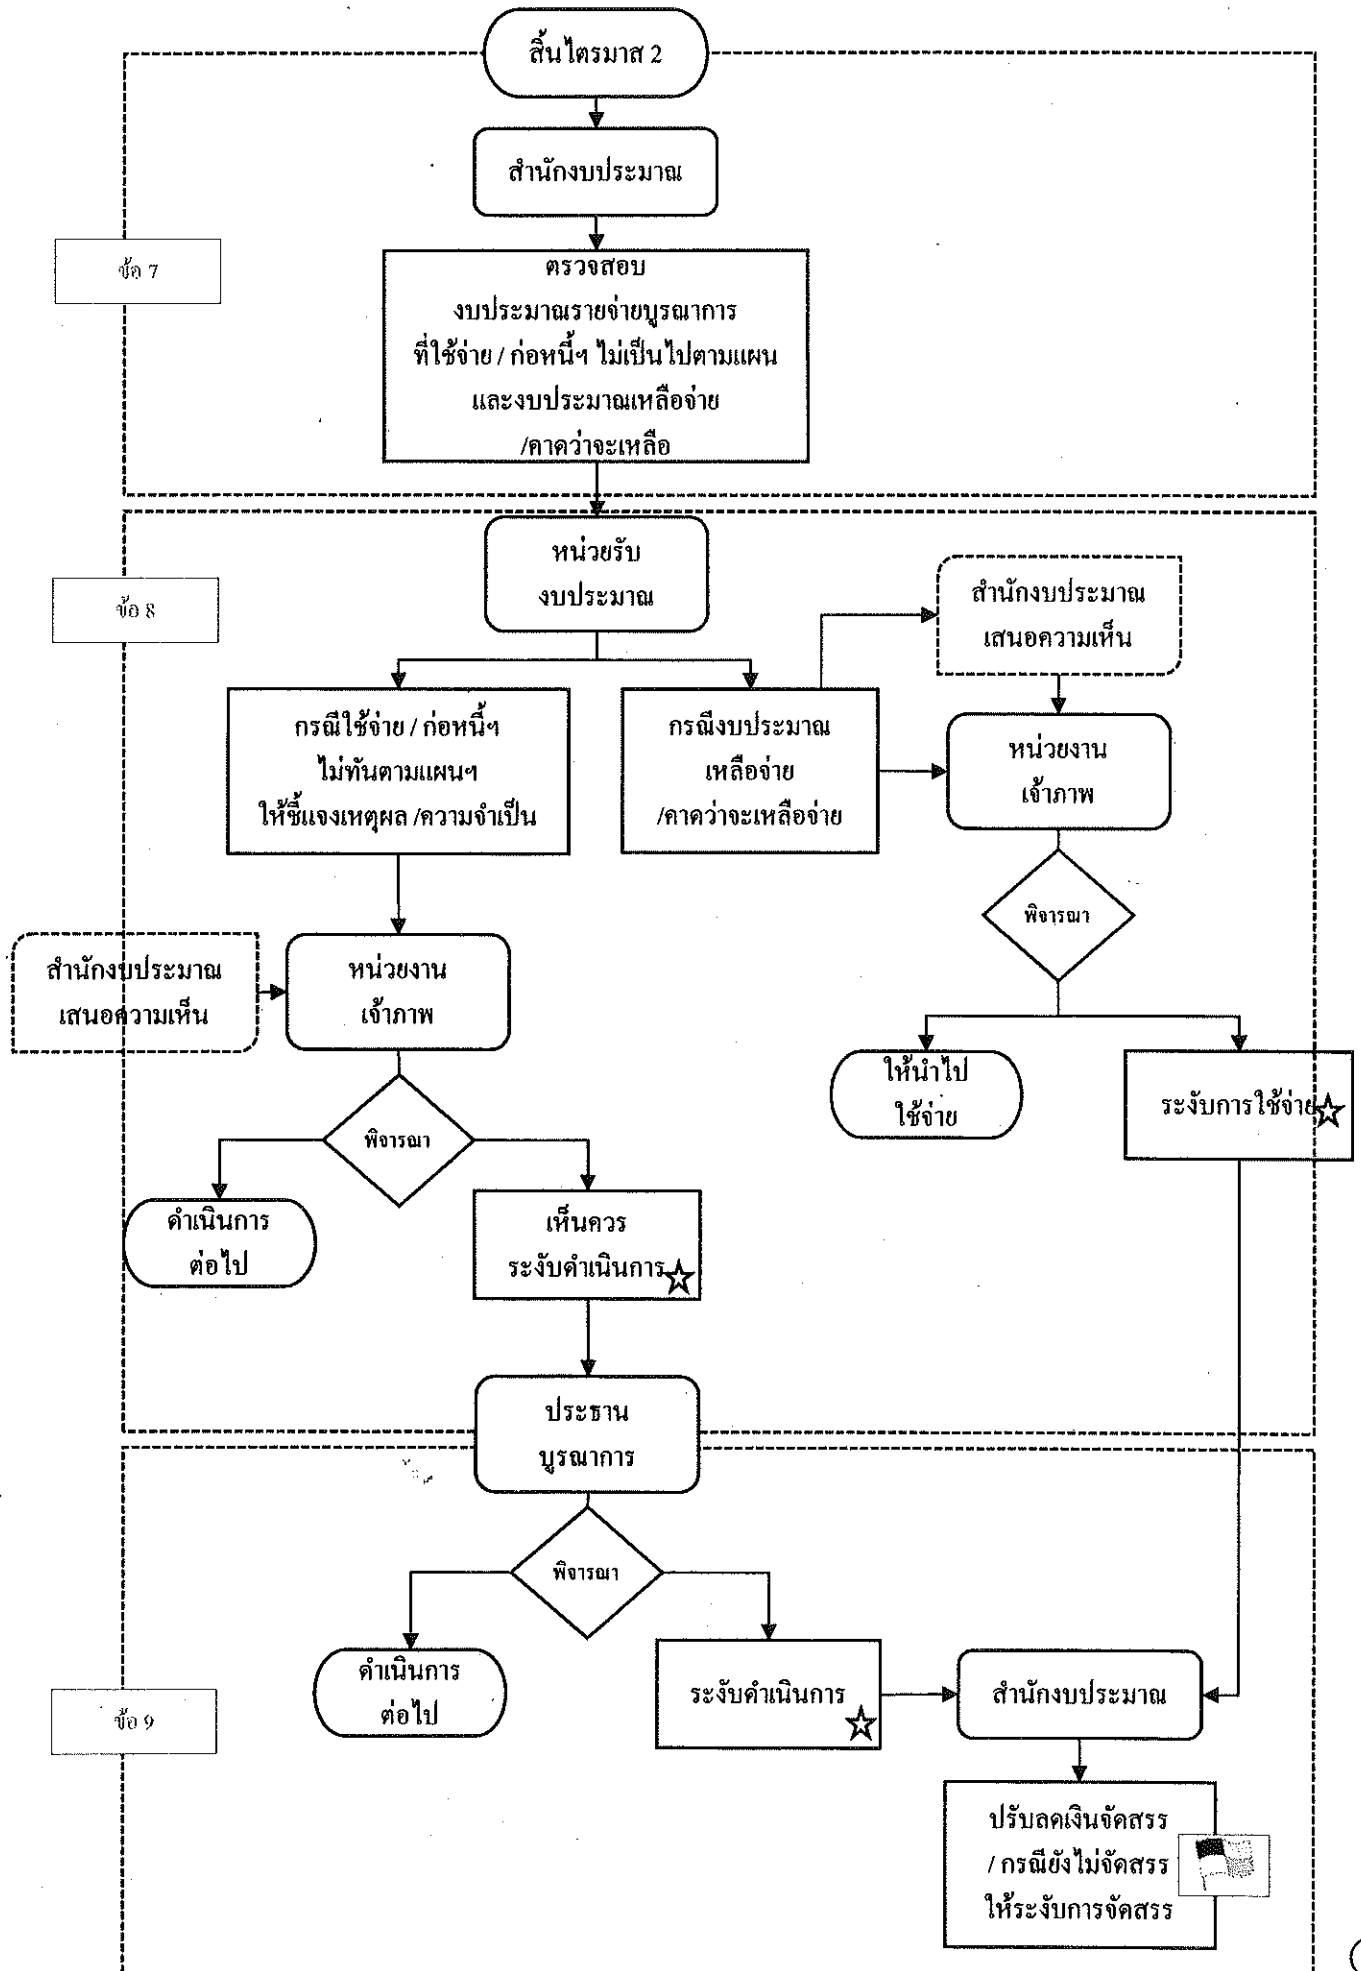 สิ้นไตรมาส 2
สำนักงบประมาณ
ข้อ 7
ตรวจสอบ
งบประมาณรายจ่ายบูรณาการ
ที่ใช้จ่าย / ก่อหนี้ฯ ไม่เป็นไปตามแผน
และงบประมาณเหลือจ่าย
/คาดว่าจะเหลือ
ข้อ 8
หน่วยรับ
งบประมาณ
สำนักงบประมาณ
เสนอความเห็น
กรณีใช้จ่าย / ก่อหนี้ฯ
ไม่ทันตามแผนฯ
ให้ชี้แจงเหตุผล /ความจำเป็น
กรณีงบประมาณ
เหลือจ่าย
/คาดว่าจะเหลือจ่าย
หน่วยงาน
เจ้าภาพ
พิจารณา
สำนักงบประมาณ
เสนอความเห็น
หน่วยงาน
เจ้าภาพ
ให้นำไป
ใช้จ่าย
ระงับการใช้จ่าย
พิจารณา
ดำเนินการ
ต่อไป
เห็นควร
ระงับดำเนินการ
ประธาน
บูรณาการ
พิจารณา
ข้อ 9
ดำเนินการ
ต่อไป
ระงับดำเนินการ
สำนักงบประมาณ
ปรับลดเงินจัดสรร
/ กรณียังไม่จัดสรร
ให้ระงับการจัดสรร